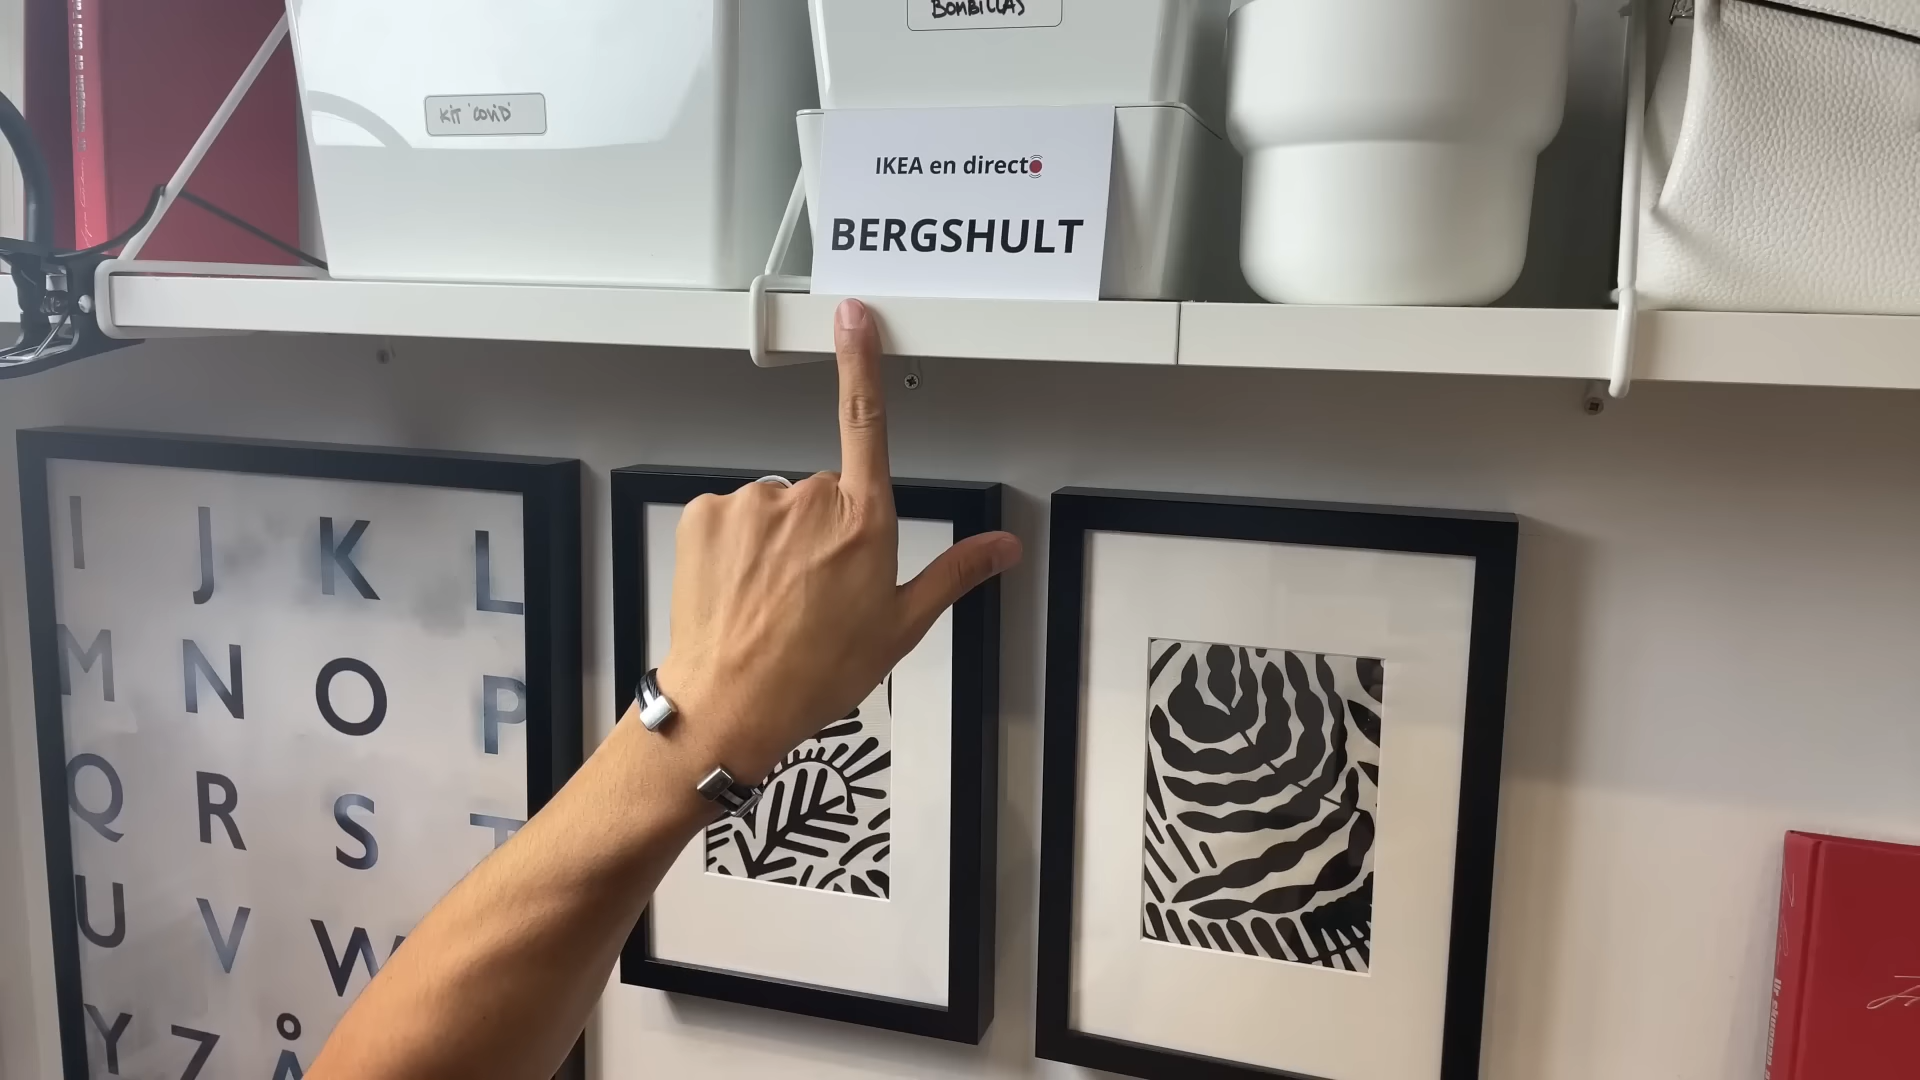 BOMBILLAS
KIT 'COVID'
IKEA en directo
BERGSHULT
I J K L
M N O P
Q R S T
U V W
Y Z Å